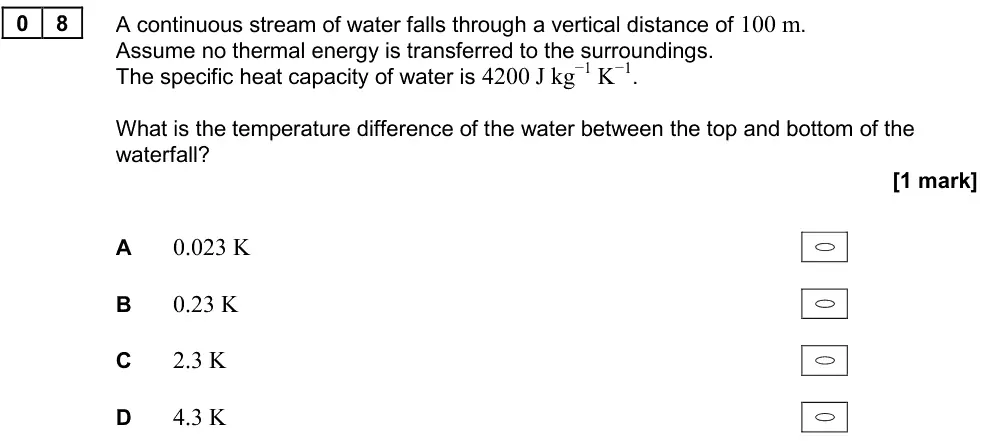 0 8 A continuous stream of water falls through a vertical distance of 100 m.
Assume no thermal energy is transferred to the surroundings.
The specific heat capacity of water is 4200 J kg⁻¹ K⁻¹.
What is the temperature difference of the water between the top and bottom of the
waterfall?
[1 mark]
A 0.023 K
B 0.23 K
C 2.3 K
D 4.3 K